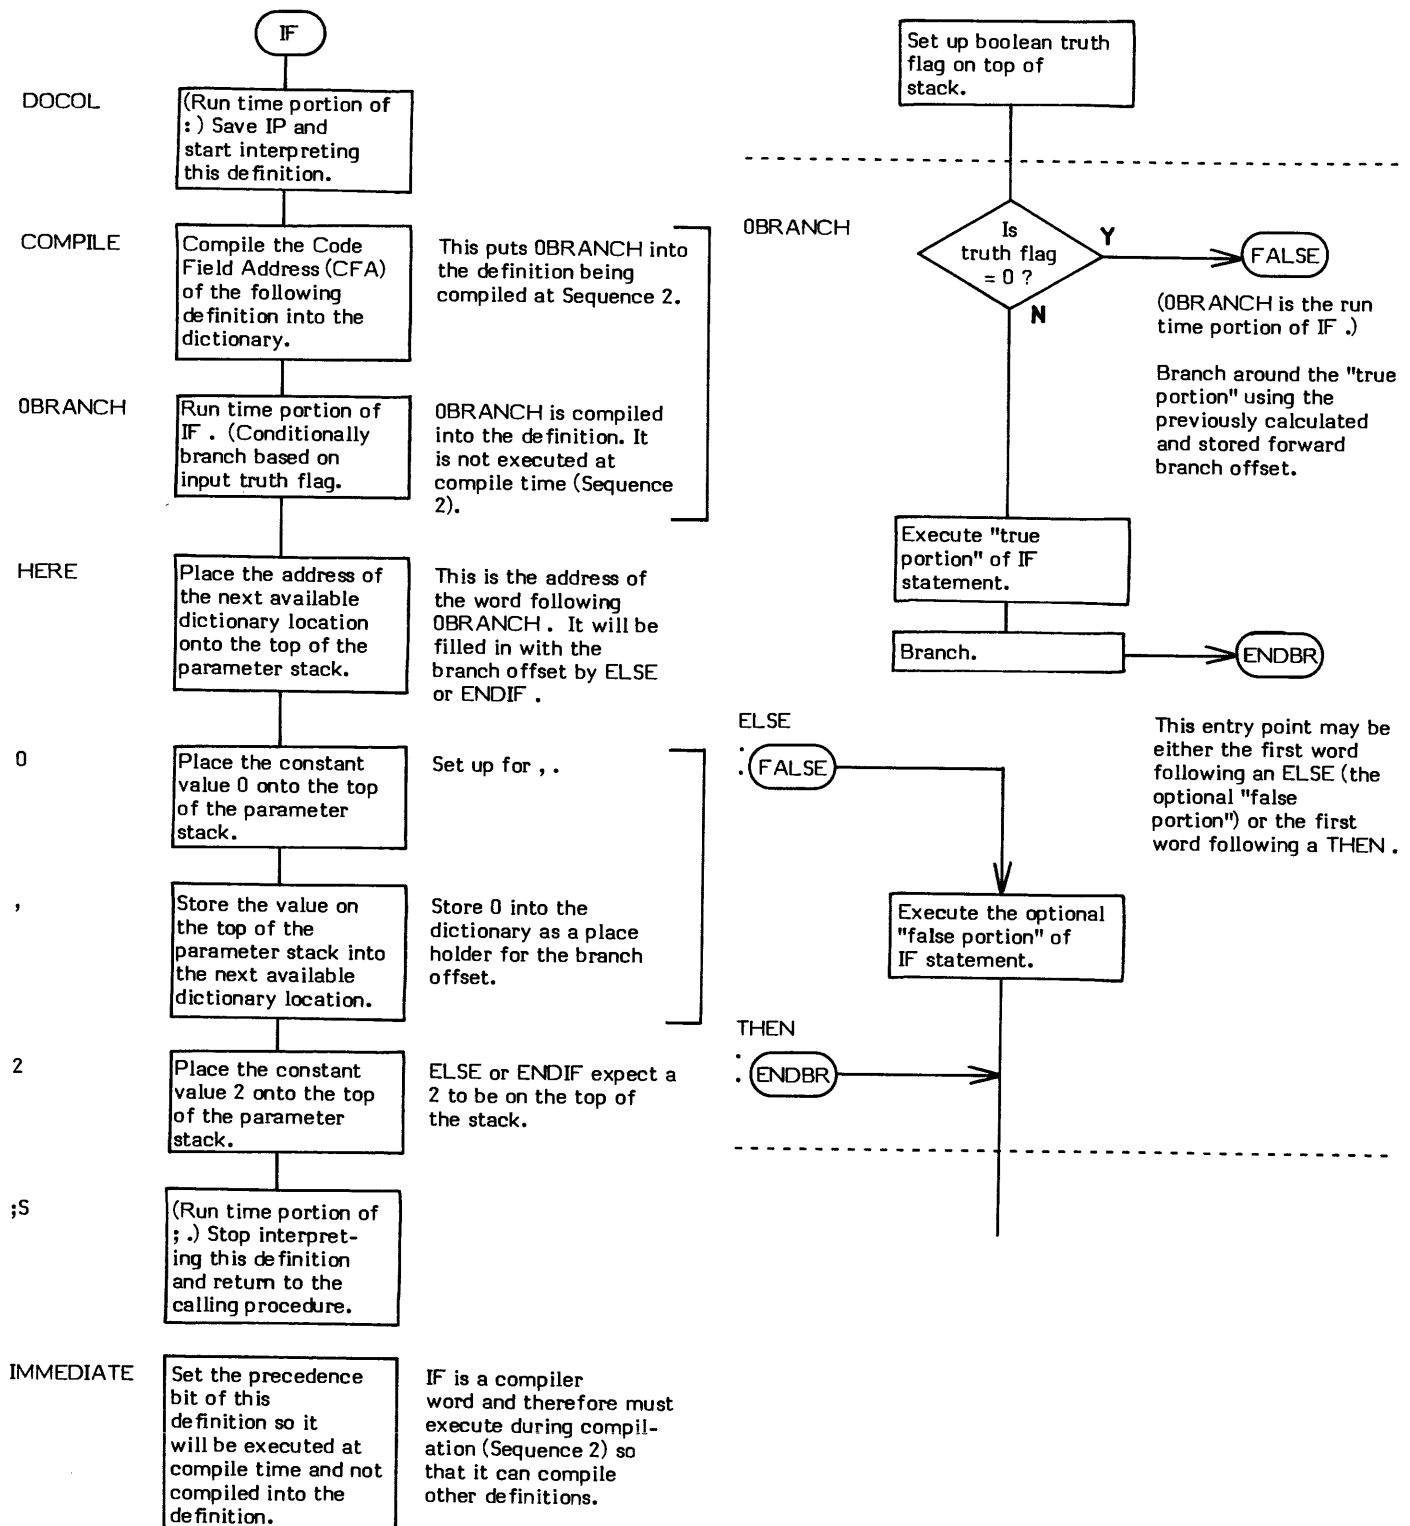 IF
DOCOL
(Run time portion of
:) Save IP and
start interpreting
this definition.
COMPILE
Compile the Code
Field Address (CFA)
of the following
definition into the
dictionary.
This puts 0BRANCH into
the definition being
compiled at Sequence 2.
0BRANCH
Run time portion of
IF . (Conditionally
branch based on
input truth flag.
0BRANCH is compiled
into the definition. It
is not executed at
compile time (Sequence
2).
HERE
Place the address of
the next available
dictionary location
onto the top of the
parameter stack.
This is the address of
the word following
0BRANCH . It will be
filled in with the
branch offset by ELSE
or ENDIF .
0
Place the constant
value 0 onto the top
of the parameter
stack.
Set up for , .
,
Store the value on
the top of the
parameter stack into
the next available
dictionary location.
Store 0 into the
dictionary as a place
holder for the branch
offset.
2
Place the constant
value 2 onto the top
of the parameter
stack.
ELSE or ENDIF expect a
2 to be on the top of
the stack.
;S
(Run time portion of
; .) Stop interpret-
ing this definition
and return to the
calling procedure.
IMMEDIATE
Set the precedence
bit of this
definition so it
will be executed at
compile time and not
compiled into the
definition.
IF is a compiler
word and therefore must
execute during compil-
ation (Sequence 2) so
that it can compile
other definitions.
Set up boolean truth
flag on top of
stack.
0BRANCH
Is
truth flag
= 0 ?
Y
N
FALSE
(0BRANCH is the run
time portion of IF .)
Branch around the "true
portion" using the
previously calculated
and stored forward
branch offset.
Execute "true
portion" of IF
statement.
Branch.
ENDBR
ELSE
: FALSE
This entry point may be
either the first word
following an ELSE (the
optional "false
portion") or the first
word following a THEN .
Execute the optional
"false portion" of
IF statement.
THEN
: ENDBR